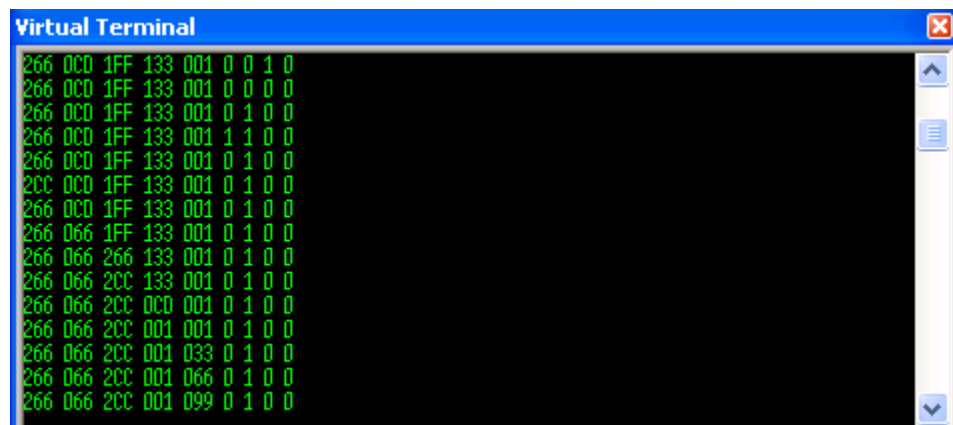 Virtual Terminal
266 0CD 1FF 133 001 0 0 1 0
266 0CD 1FF 133 001 0 0 0 0
266 0CD 1FF 133 001 0 1 0 0
266 0CD 1FF 133 001 1 1 0 0
266 0CD 1FF 133 001 0 1 0 0
2CC 0CD 1FF 133 001 0 1 0 0
266 0CD 1FF 133 001 0 1 0 0
266 066 1FF 133 001 0 1 0 0
266 066 266 133 001 0 1 0 0
266 066 2CC 133 001 0 1 0 0
266 066 2CC 0CD 001 0 1 0 0
266 066 2CC 001 001 0 1 0 0
266 066 2CC 001 033 0 1 0 0
266 066 2CC 001 066 0 1 0 0
266 066 2CC 001 099 0 1 0 0